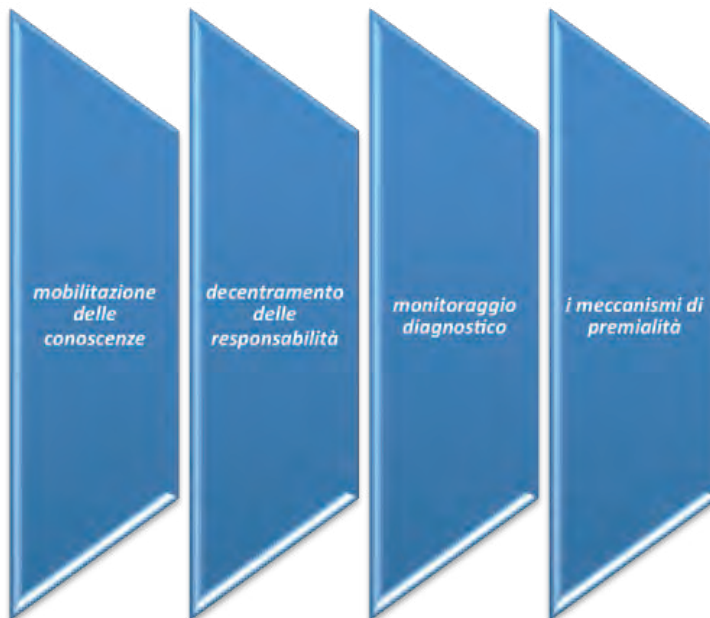 mobilitazione
delle
conoscenze
decentramento
delle
responsabilità
monitoraggio
diagnostico
i meccanismi di
premialità